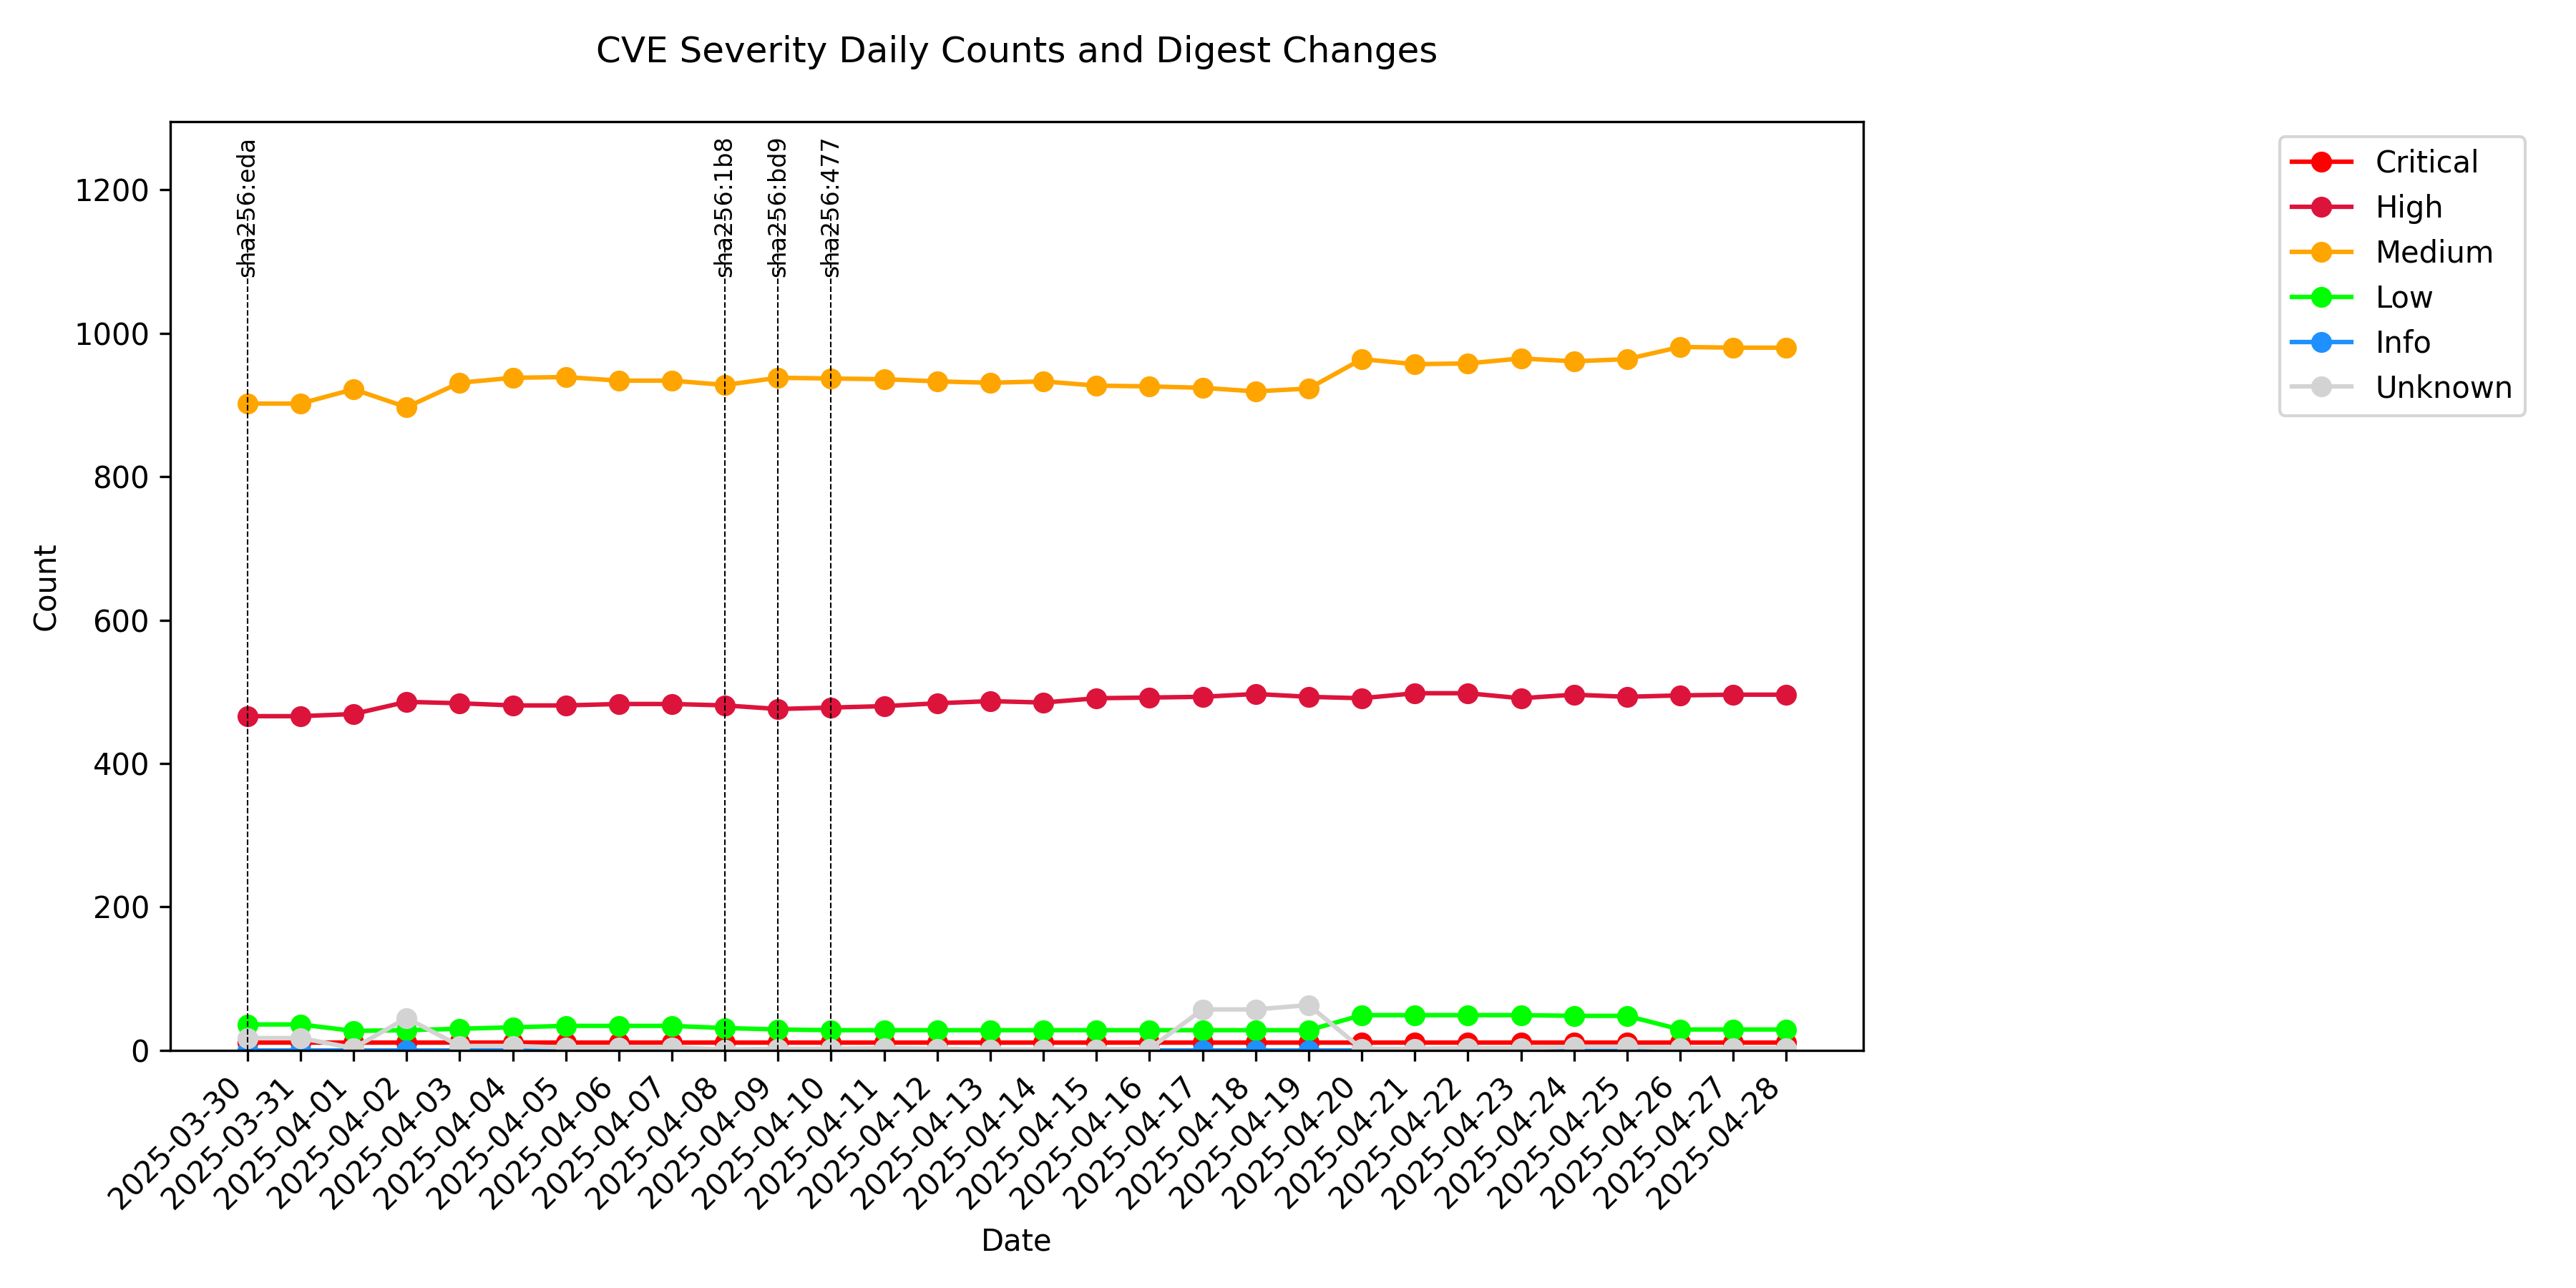 CVE Severity Daily Counts and Digest Changes
sha256:eda
sha256:1b8
sha256:bd9
sha256:477
Critical
High
Medium
Low
Info
Unknown
1200
1000
800
600
400
200
0
Count
2025-03-30
2025-03-31
2025-04-01
2025-04-02
2025-04-03
2025-04-04
2025-04-05
2025-04-06
2025-04-07
2025-04-08
2025-04-09
2025-04-10
2025-04-11
2025-04-12
2025-04-13
2025-04-14
2025-04-15
2025-04-16
2025-04-17
2025-04-18
2025-04-19
2025-04-20
2025-04-21
2025-04-22
2025-04-23
2025-04-24
2025-04-25
2025-04-26
2025-04-27
2025-04-28
Date